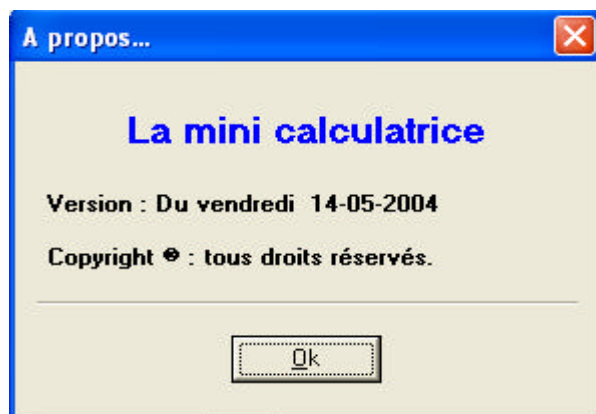 A propos...
La mini calculatrice
Version : Du vendredi 14-05-2004
Copyright ® : tous droits réservés.
Ok